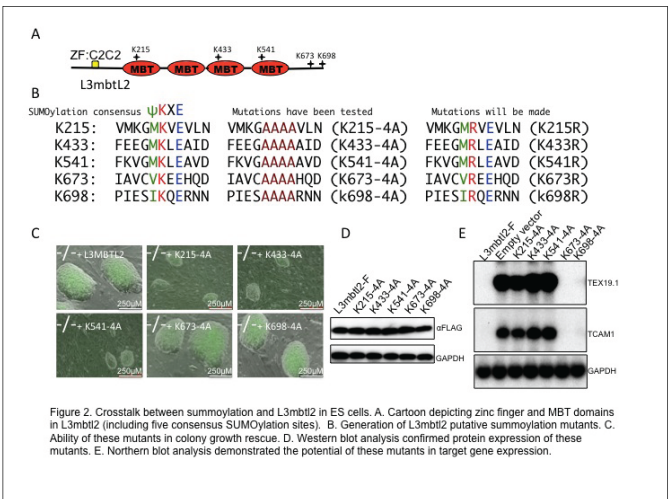 A
ZF:C2C2
K215
K433
K541
K673 K698
MBT MBT MBT MBT
L3mbtL2
B
SUMOylation consensus ψKXE Mutations have been tested Mutations will be made
K215: VMKGMKVEVLN VMKGAAAAVLN (K215-4A) VMKGMRVEVLN (K215R)
K433: FEEGMKLEAID FEEGAAAAAID (K433-4A) FEEGMRLEAID (K433R)
K541: FKVGMKLEAVD FKVGAAAAAVD (K541-4A) FKVGMRLEAVD (K541R)
K673: IAVCVKEEHQD IAVCAAAAHQD (K673-4A) IAVCVREEHQD (K673R)
K698: PIESIKQERNN PIESAAAARNN (k698-4A) PIESIRQERNN (k698R)
C
-/-+ L3MBTL2
-/-+ K215-4A
-/-+ K433-4A
250µM 250µM 250µM
-/-+ K541-4A
-/-+ K673-4A
-/-+ K698-4A
250µM 250µM 250µM
D
L3mbtl2-F
K215-4A
K433-4A
K541-4A
K673-4A
K698-4A
αFLAG
GAPDH
E
L3mbtl2-F
Empty vector
K215-4A
K433-4A
K541-4A
K673-4A
K698-4A
TEX19.1
TCAM1
GAPDH
Figure 2. Crosstalk between summoylation and L3mbtl2 in ES cells. A. Cartoon depicting zinc finger and MBT domains
in L3mbtl2 (including five consensus SUMOylation sites). B. Generation of L3mbtl2 putative summoylation mutants. C.
Ability of these mutants in colony growth rescue. D. Western blot analysis confirmed protein expression of these
mutants. E. Northern blot analysis demonstrated the potential of these mutants in target gene expression.